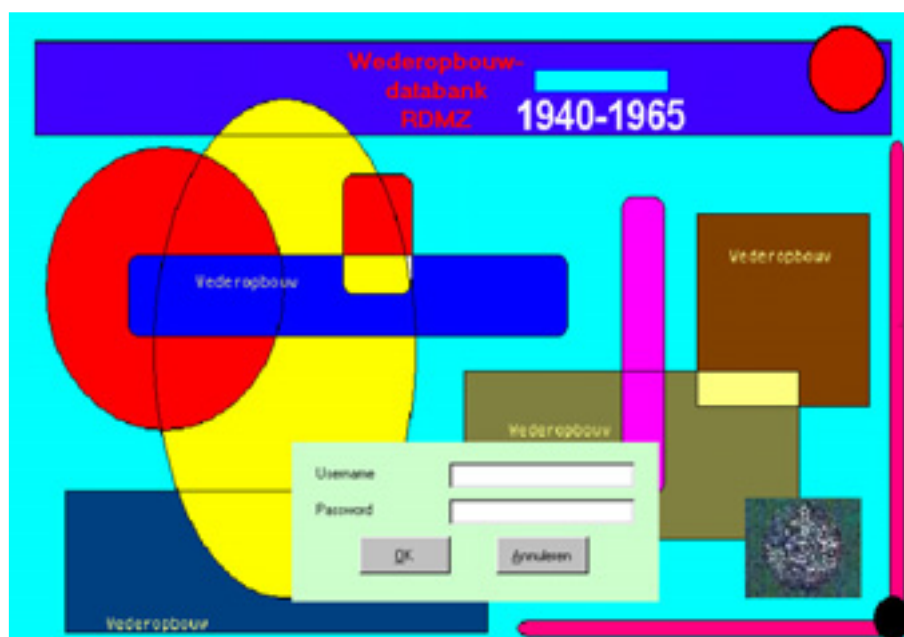 Wederopbouw-
databank
RDMZ
1940-1965
Wederopbouw
Wederopbouw
Wederopbouw
Username
Password
OK
Annuleren
Wederopbouw